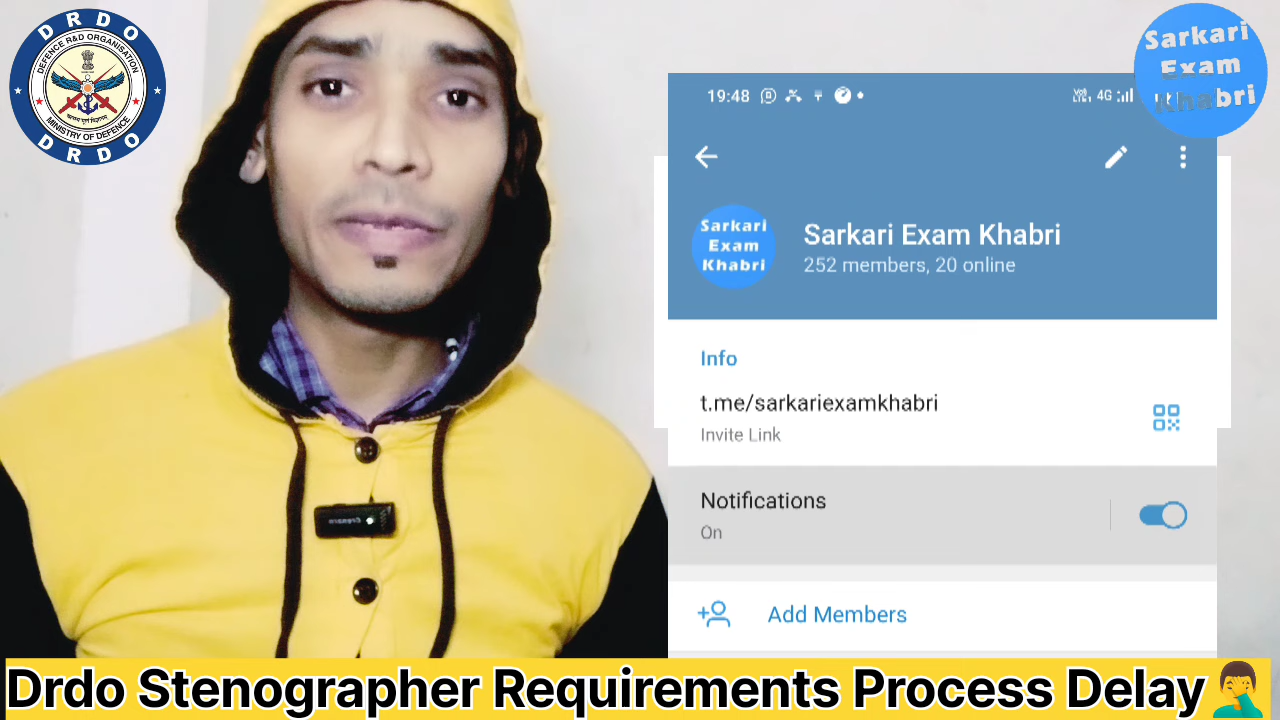 DRDO
DEFENCE R&D ORGANISATION
MINISTRY OF DEFENCE
DRDO
Sarkari
Exam
Khabri
19:48
4G
Sarkari
Exam
Khabri
Sarkari Exam Khabri
252 members, 20 online
Info
t.me/sarkariexamkhabri
Invite Link
Notifications
On
Add Members
Drdo Stenographer Requirements Process Delay🤦‍♂️